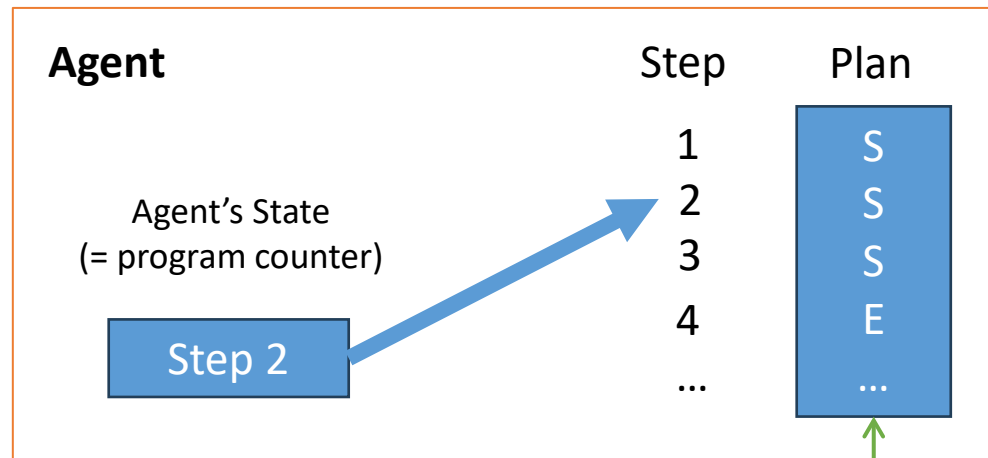 Agent
Step Plan
1 S
2 S
3 S
4 E
... ...
Agent’s State
(= program counter)
Step 2